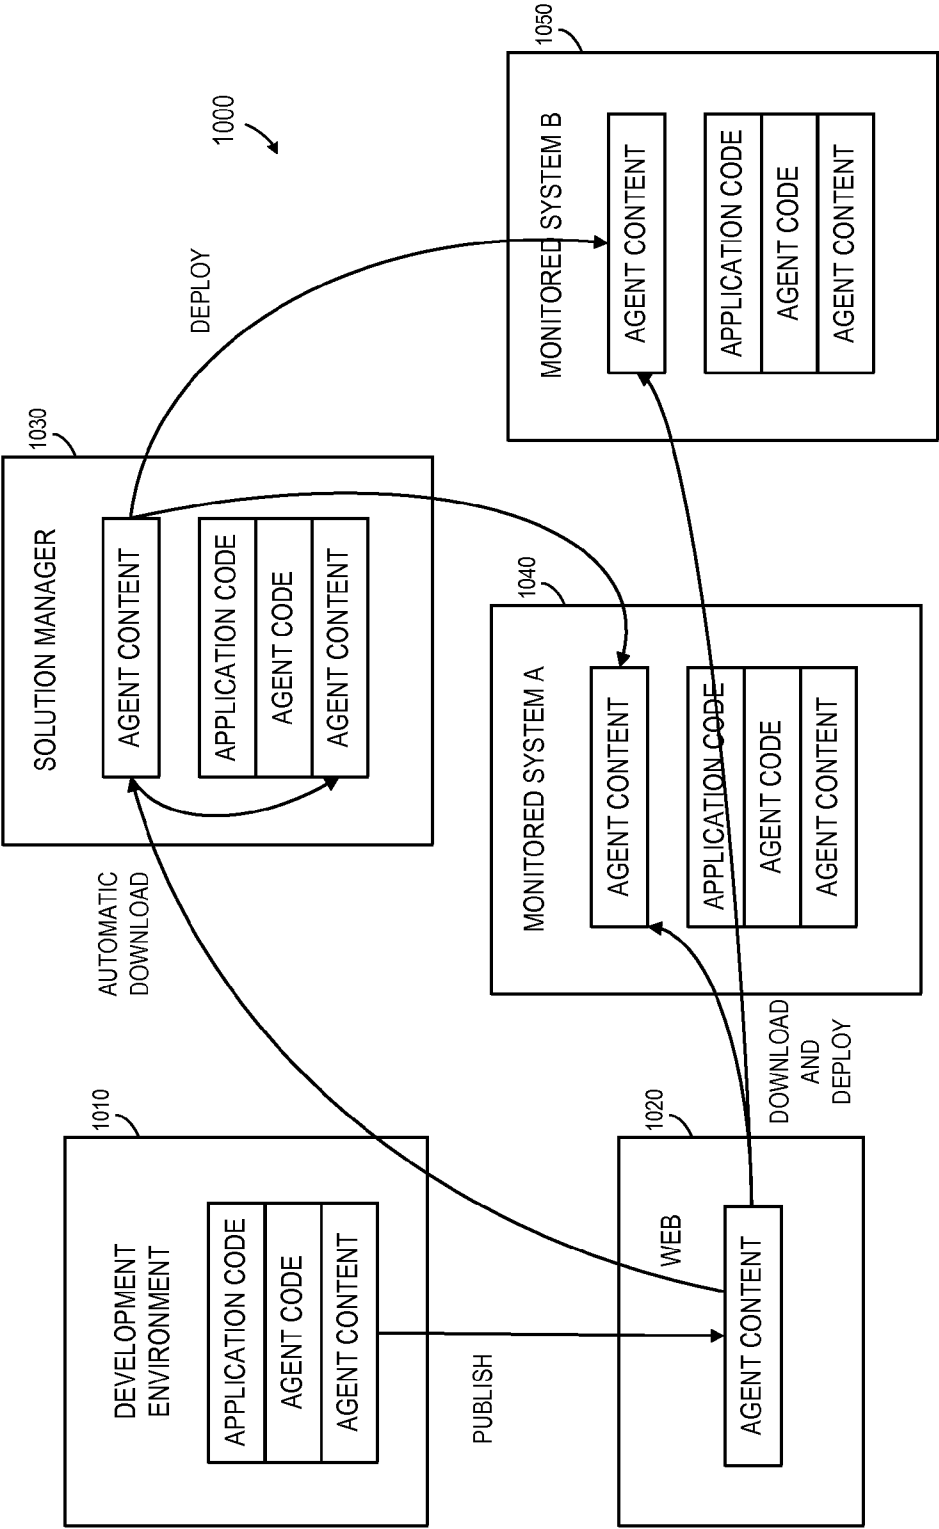 1000
1010
DEVELOPMENT
ENVIRONMENT
APPLICATION CODE
AGENT CODE
AGENT CONTENT
PUBLISH
1020
WEB
AGENT CONTENT
AUTOMATIC
DOWNLOAD
DOWNLOAD
AND
DEPLOY
1030
SOLUTION MANAGER
AGENT CONTENT
APPLICATION CODE
AGENT CODE
AGENT CONTENT
DEPLOY
1040
MONITORED SYSTEM A
AGENT CONTENT
APPLICATION CODE
AGENT CODE
AGENT CONTENT
1050
MONITORED SYSTEM B
AGENT CONTENT
APPLICATION CODE
AGENT CODE
AGENT CONTENT